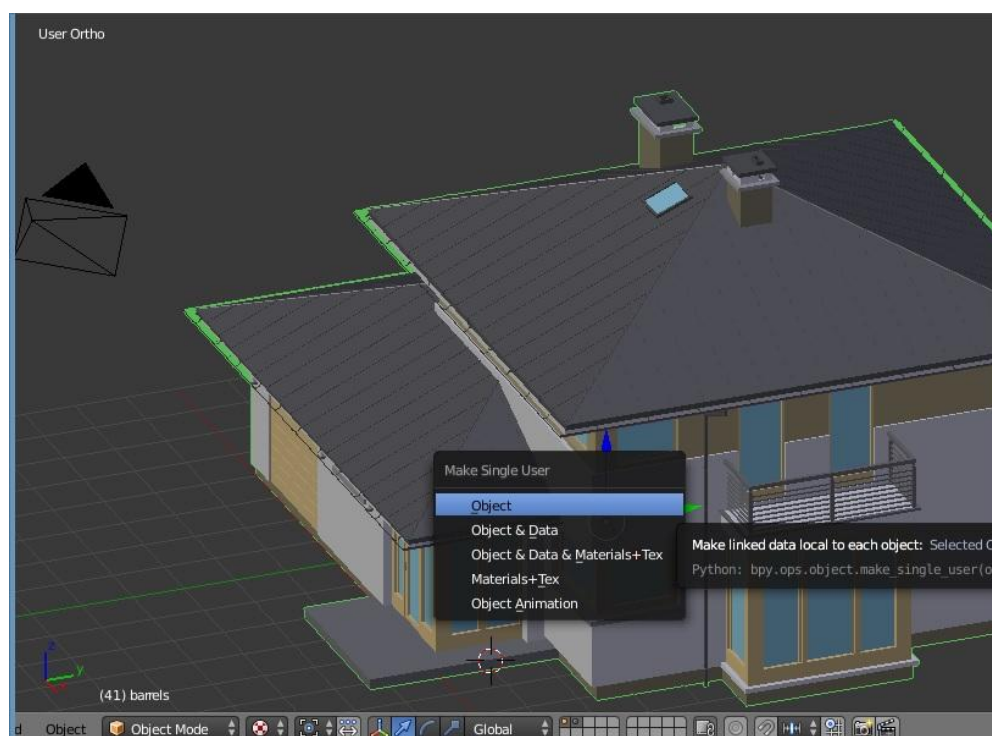 User Ortho
Make Single User
Object
Object & Data
Object & Data & Materials+Tex
Materials+Tex
Object Animation
Make linked data local to each object: Selected O
Python: bpy.ops.object.make_single_user(o
z
y
(41) barrels
d Object Object Mode Global